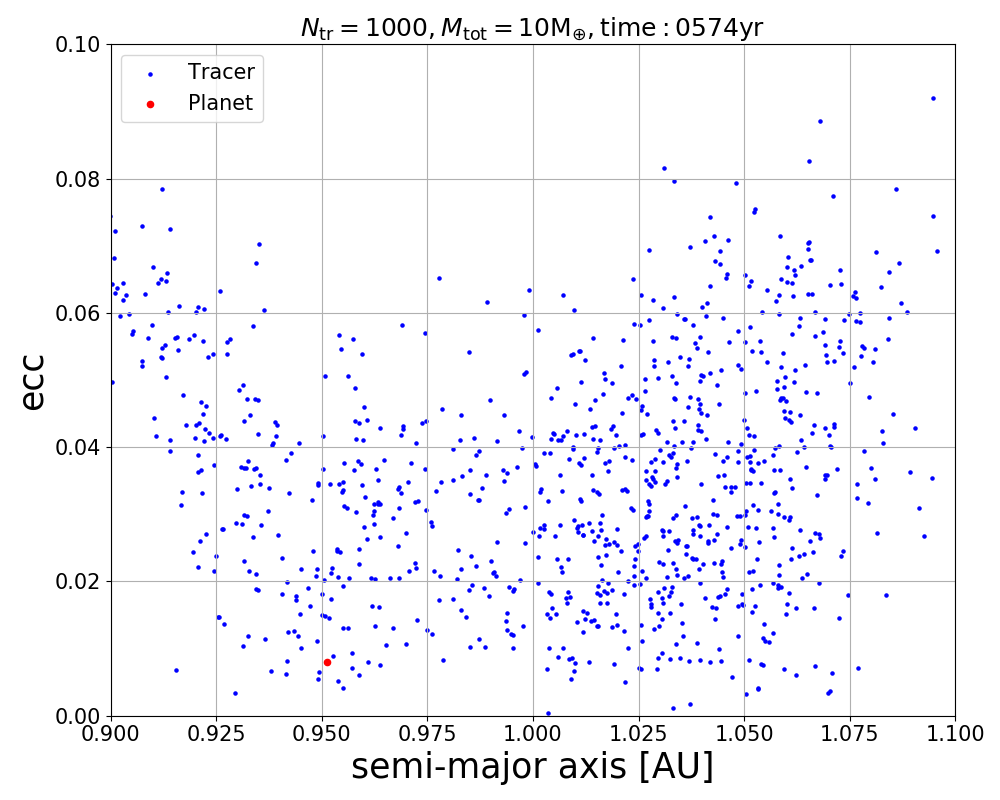 N_tr = 1000, M_tot = 10M_⊕, time : 0574yr
Tracer
Planet
0.10
0.08
0.06
0.04
0.02
0.00
ecc
0.900 0.925 0.950 0.975 1.000 1.025 1.050 1.075 1.100
semi-major axis [AU]